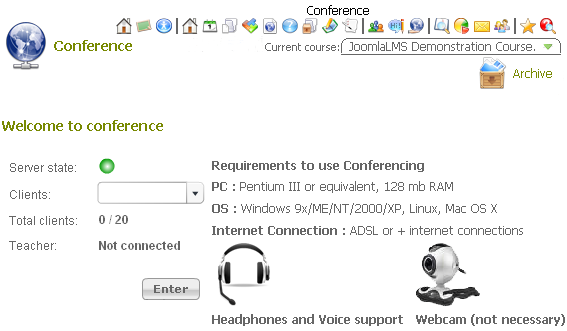 Conference
Conference
Current course: JoomlaLMS Demonstration Course.
Archive
Welcome to conference
Server state:
Clients:
Total clients: 0 / 20
Teacher: Not connected
Enter
Requirements to use Conferencing
PC : Pentium III or equivalent, 128 mb RAM
OS : Windows 9x/ME/NT/2000/XP, Linux, Mac OS X
Internet Connection : ADSL or + internet connections
Headphones and Voice support
Webcam (not necessary)